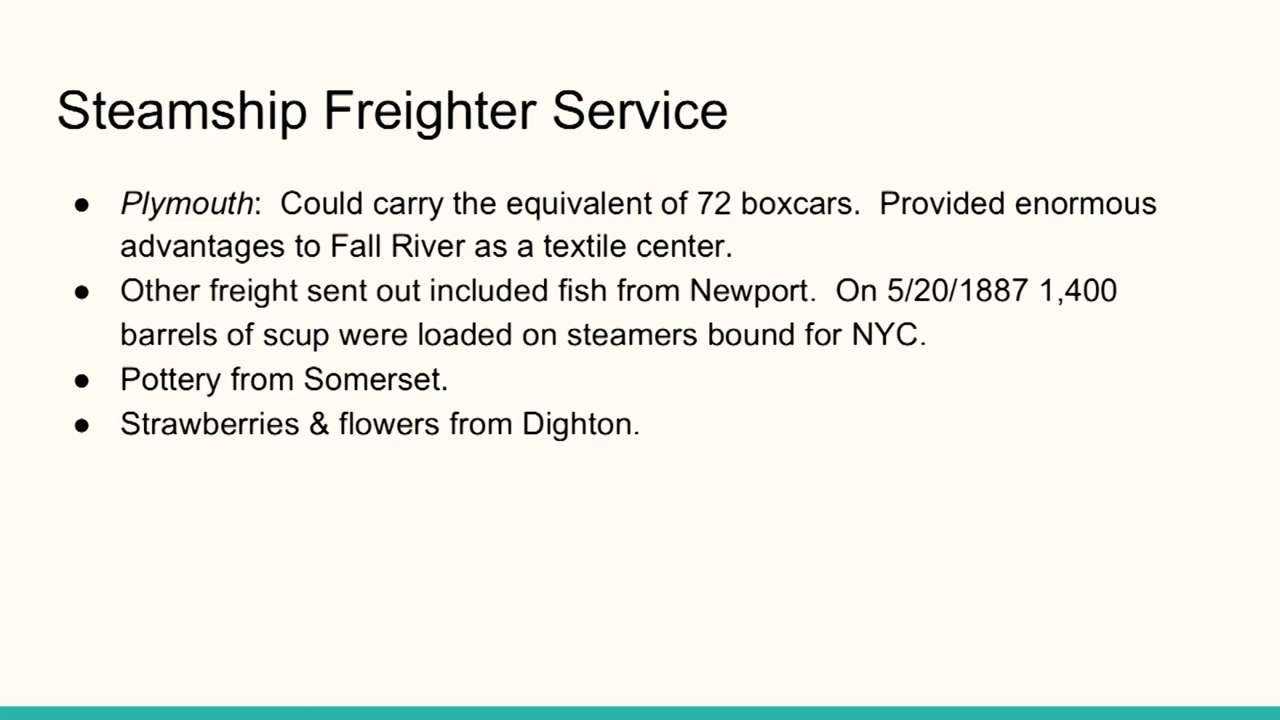 Steamship Freighter Service
● Plymouth:  Could carry the equivalent of 72 boxcars.  Provided enormous
advantages to Fall River as a textile center.
● Other freight sent out included fish from Newport.  On 5/20/1887 1,400
barrels of scup were loaded on steamers bound for NYC.
● Pottery from Somerset.
● Strawberries & flowers from Dighton.